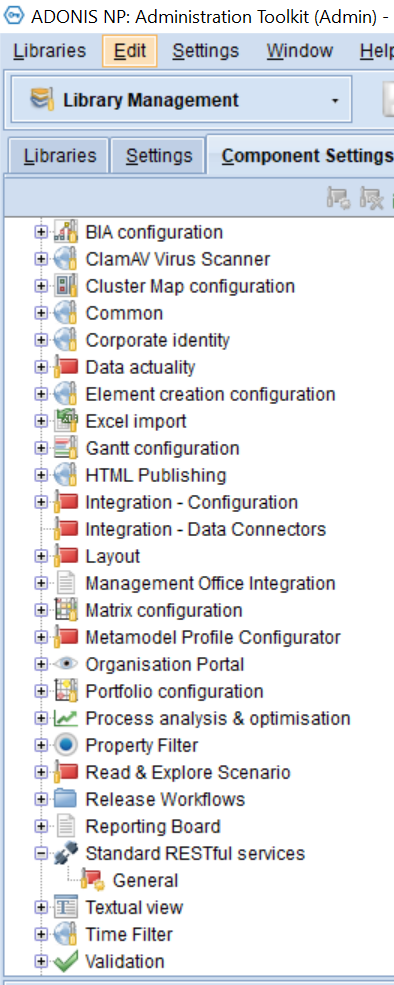 ADONIS NP: Administration Toolkit (Admin) -
Libraries Edit Settings Window Help
Library Management
Libraries Settings Component Settings
BIA configuration
ClamAV Virus Scanner
Cluster Map configuration
Common
Corporate identity
Data actuality
Element creation configuration
Excel import
Gantt configuration
HTML Publishing
Integration - Configuration
Integration - Data Connectors
Layout
Management Office Integration
Matrix configuration
Metamodel Profile Configurator
Organisation Portal
Portfolio configuration
Process analysis & optimisation
Property Filter
Read & Explore Scenario
Release Workflows
Reporting Board
Standard RESTful services
General
Textual view
Time Filter
Validation